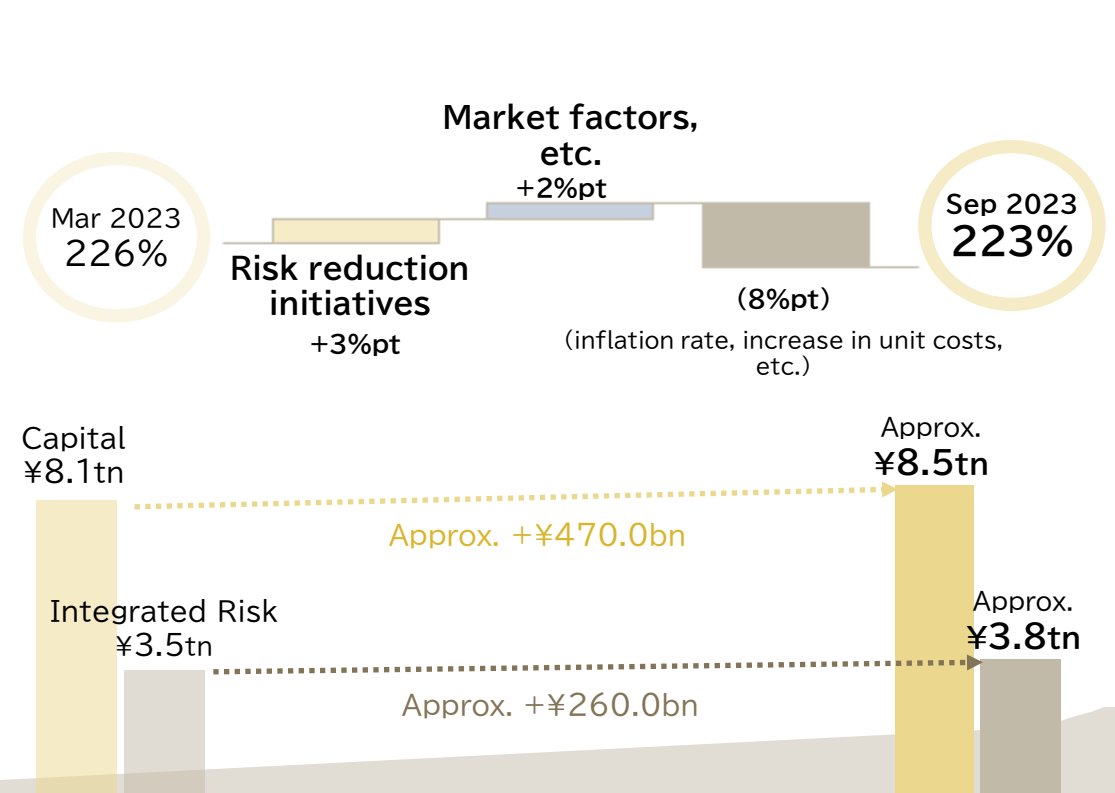 Market factors,
etc.
+2%pt
Mar 2023
226%
Sep 2023
223%
Risk reduction
initiatives
+3%pt
(8%pt)
(inflation rate, increase in unit costs,
etc.)
Capital
¥8.1tn
Approx.
¥8.5tn
Approx. +¥470.0bn
Integrated Risk
¥3.5tn
Approx.
¥3.8tn
Approx. +¥260.0bn